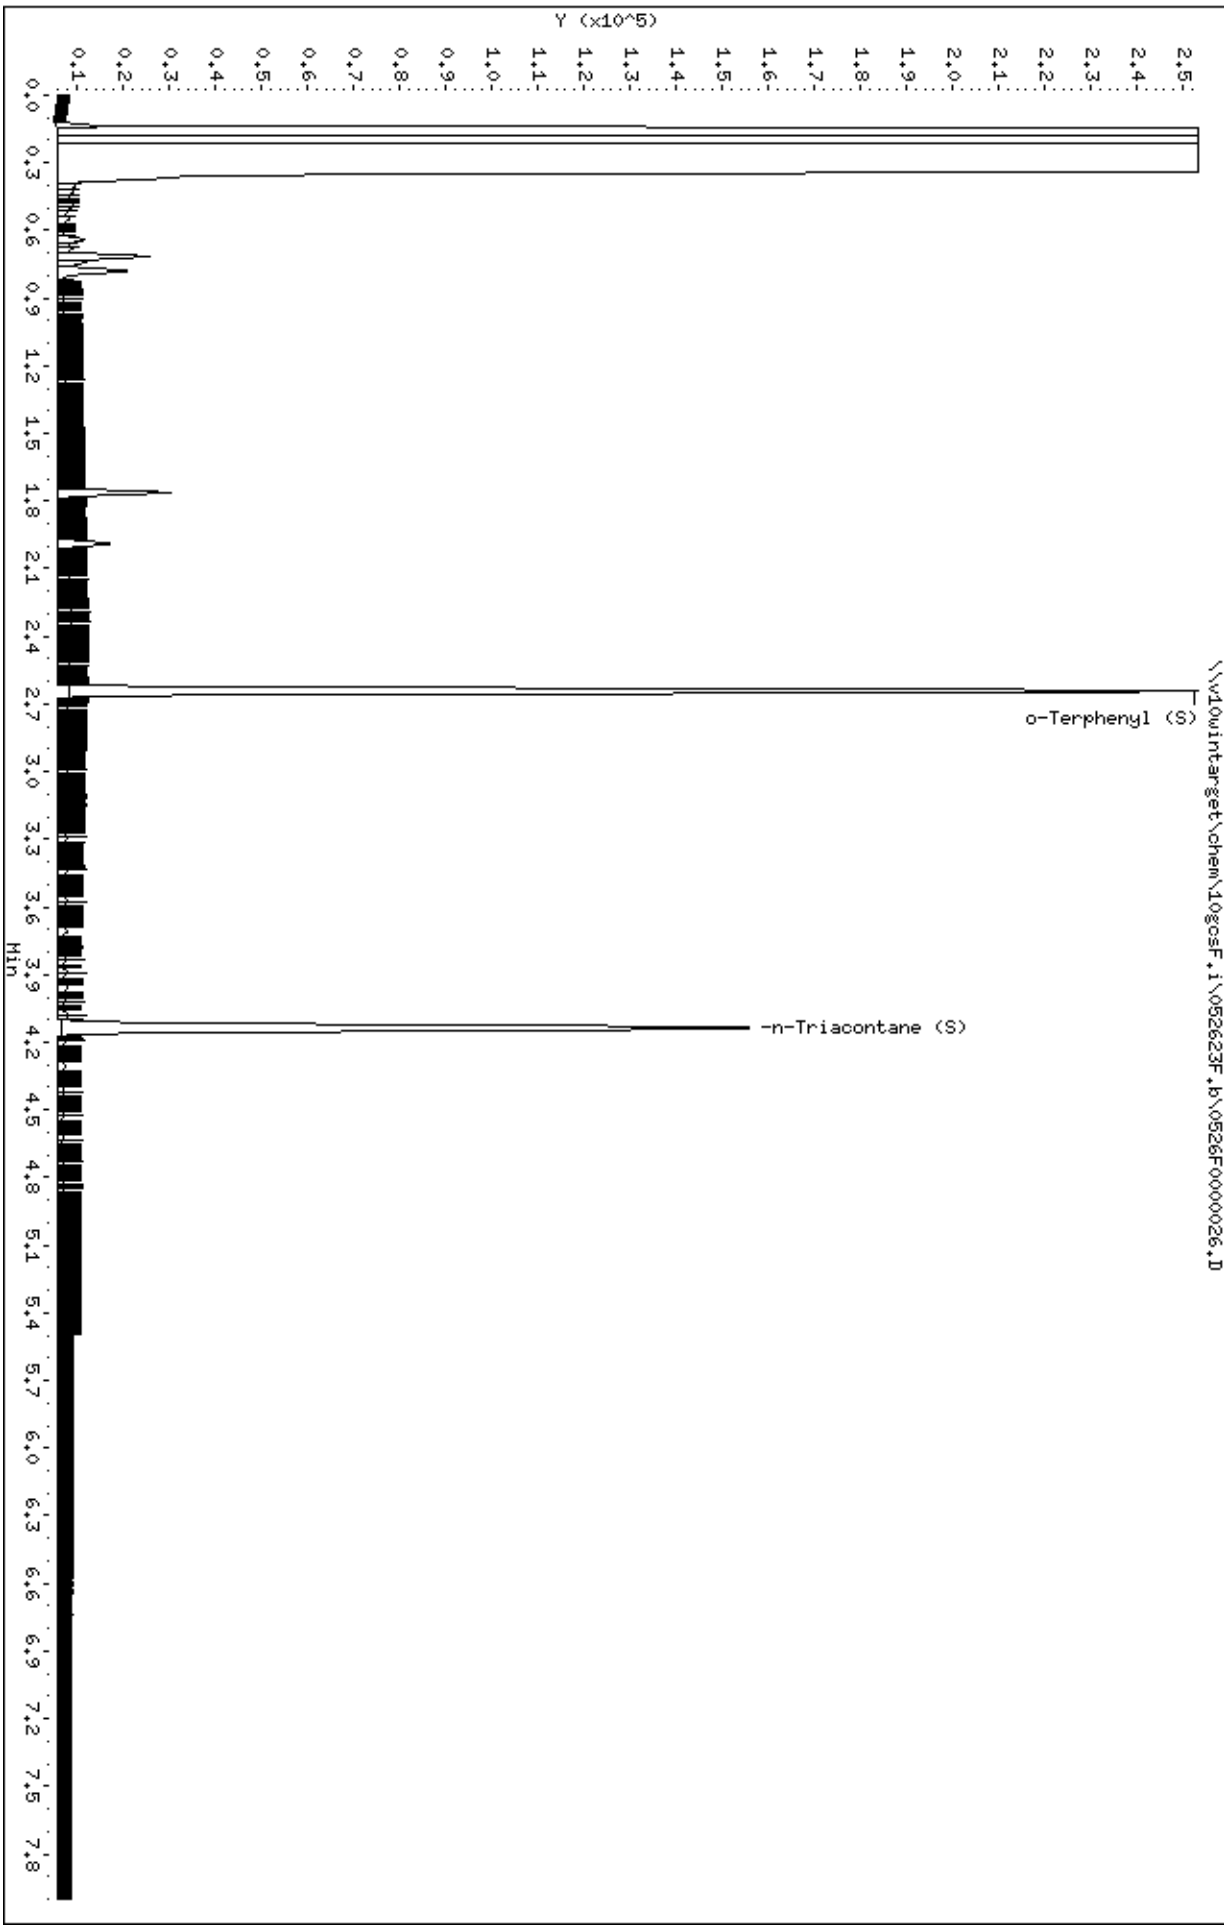 \\v10wintarget\chem\10gcsF.i\052623F.b\0526F0000026.D
Y (x10^5)
0.1 0.2 0.3 0.4 0.5 0.6 0.7 0.8 0.9 1.0 1.1 1.2 1.3 1.4 1.5 1.6 1.7 1.8 1.9 2.0 2.1 2.2 2.3 2.4 2.5
o-Terphenyl (S)
-n-Triacontane (S)
0.0 0.3 0.6 0.9 1.2 1.5 1.8 2.1 2.4 2.7 3.0 3.3 3.6 3.9 4.2 4.5 4.8 5.1 5.4 5.7 6.0 6.3 6.6 6.9 7.2 7.5 7.8
Min